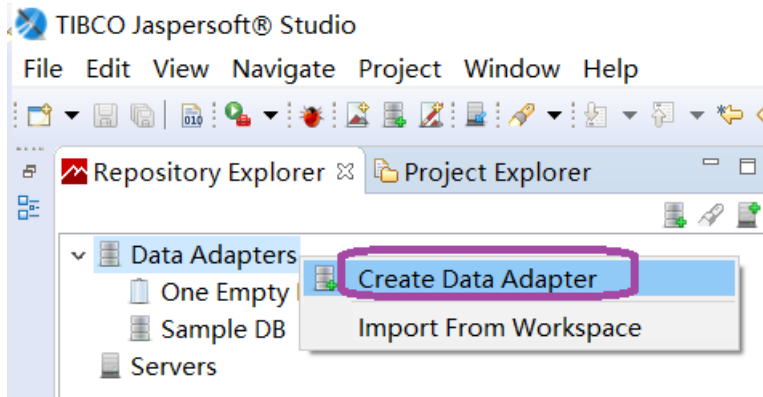 TIBCO Jaspersoft® Studio
File Edit View Navigate Project Window Help
010
Repository Explorer Project Explorer
Data Adapters
Create Data Adapter
One Empty
Sample DB
Import From Workspace
Servers